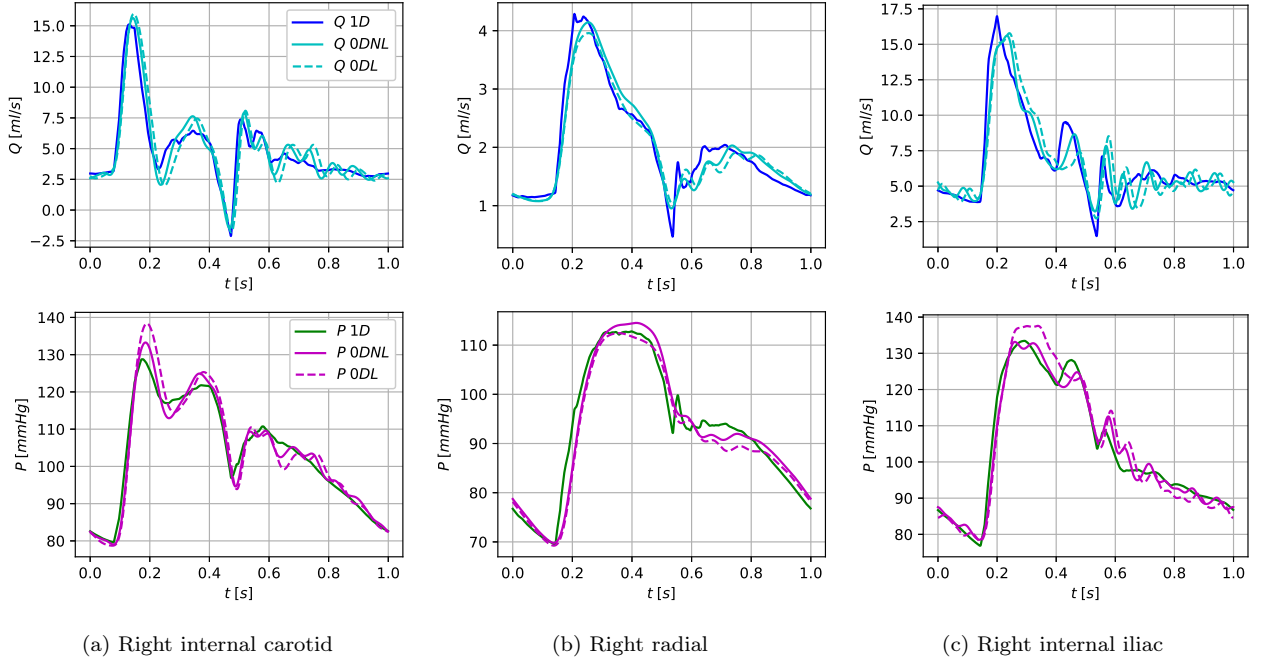 Q [ml/s]
15.0
12.5
10.0
7.5
5.0
2.5
0.0
−2.5
Q 1D
Q 0DNL
Q 0DL
0.0 0.2 0.4 0.6 0.8 1.0
t [s]
Q [ml/s]
4
3
2
1
0.0 0.2 0.4 0.6 0.8 1.0
t [s]
Q [ml/s]
17.5
15.0
12.5
10.0
7.5
5.0
2.5
0.0 0.2 0.4 0.6 0.8 1.0
t [s]
P [mmHg]
140
130
120
110
100
90
80
P 1D
P 0DNL
P 0DL
0.0 0.2 0.4 0.6 0.8 1.0
t [s]
P [mmHg]
110
100
90
80
70
0.0 0.2 0.4 0.6 0.8 1.0
t [s]
P [mmHg]
140
130
120
110
100
90
80
0.0 0.2 0.4 0.6 0.8 1.0
t [s]
(a) Right internal carotid
(b) Right radial
(c) Right internal iliac